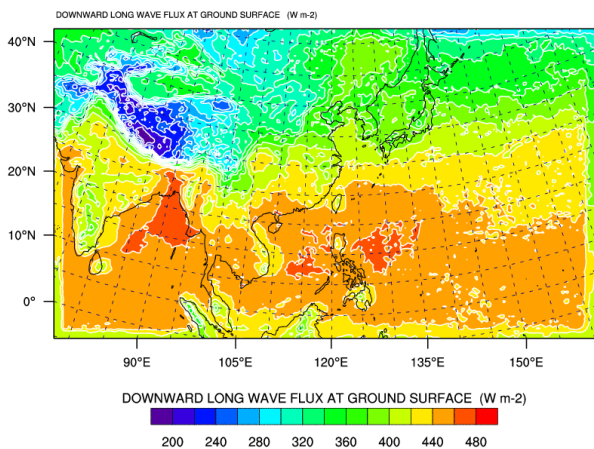 DOWNWARD LONG WAVE FLUX AT GROUND SURFACE (W m-2)
40°N
30°N
20°N
10°N
0°
90°E 105°E 120°E 135°E 150°E
DOWNWARD LONG WAVE FLUX AT GROUND SURFACE (W m-2)
200 240 280 320 360 400 440 480